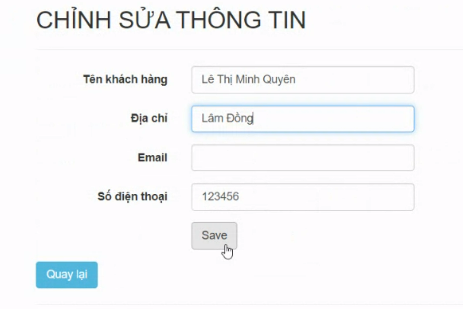 CHỈNH SỬA THÔNG TIN
Tên khách hàng Lê Thị Minh Quyên
Địa chỉ Lâm Đồng
Email
Số điện thoại 123456
Save
Quay lại